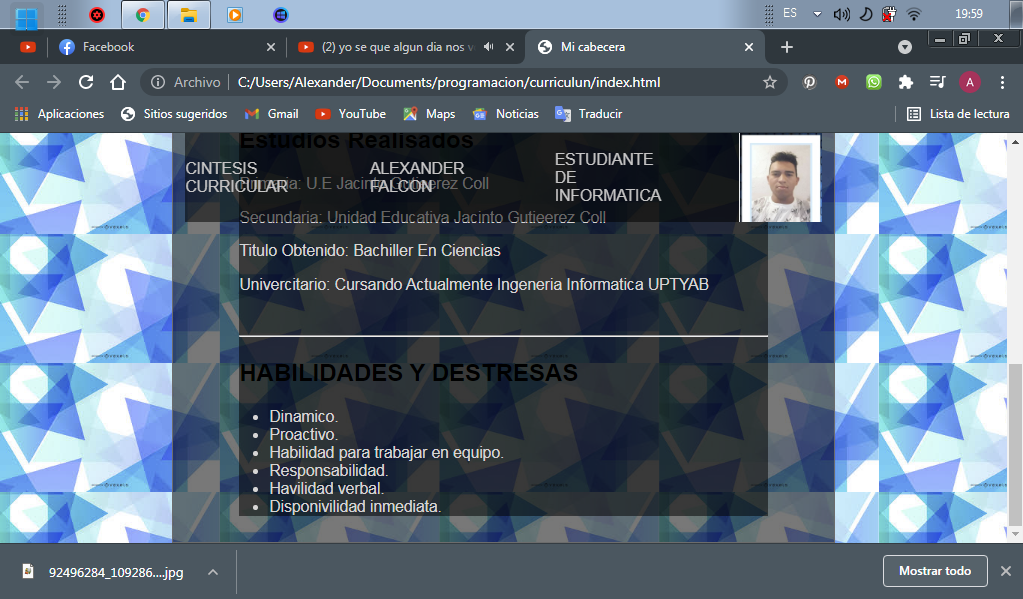 ES
19:59
Facebook
(2) yo se que algun dia nos v
Mi cabecera
Archivo
C:/Users/Alexander/Documents/programacion/curriculun/index.html
A
Aplicaciones
Sitios sugeridos
Gmail
YouTube
Maps
Noticias
Traducir
Lista de lectura
Estudios Realisados
CINTESIS
CURRICULAR
ALEXANDER
FALCON
ESTUDIANTE
DE
INFORMATICA
U.E Jacinto Gutieerez Coll
Secundaria: Unidad Educativa Jacinto Gutieerez Coll
Titulo Obtenido: Bachiller En Ciencias
Univercitario: Cursando Actualmente Ingeneria Informatica UPTYAB
HABILIDADES Y DESTRESAS
Dinamico.
Proactivo.
Habilidad para trabajar en equipo.
Responsabilidad.
Havilidad verbal.
Disponivilidad inmediata.
92496284_109286....jpg
Mostrar todo